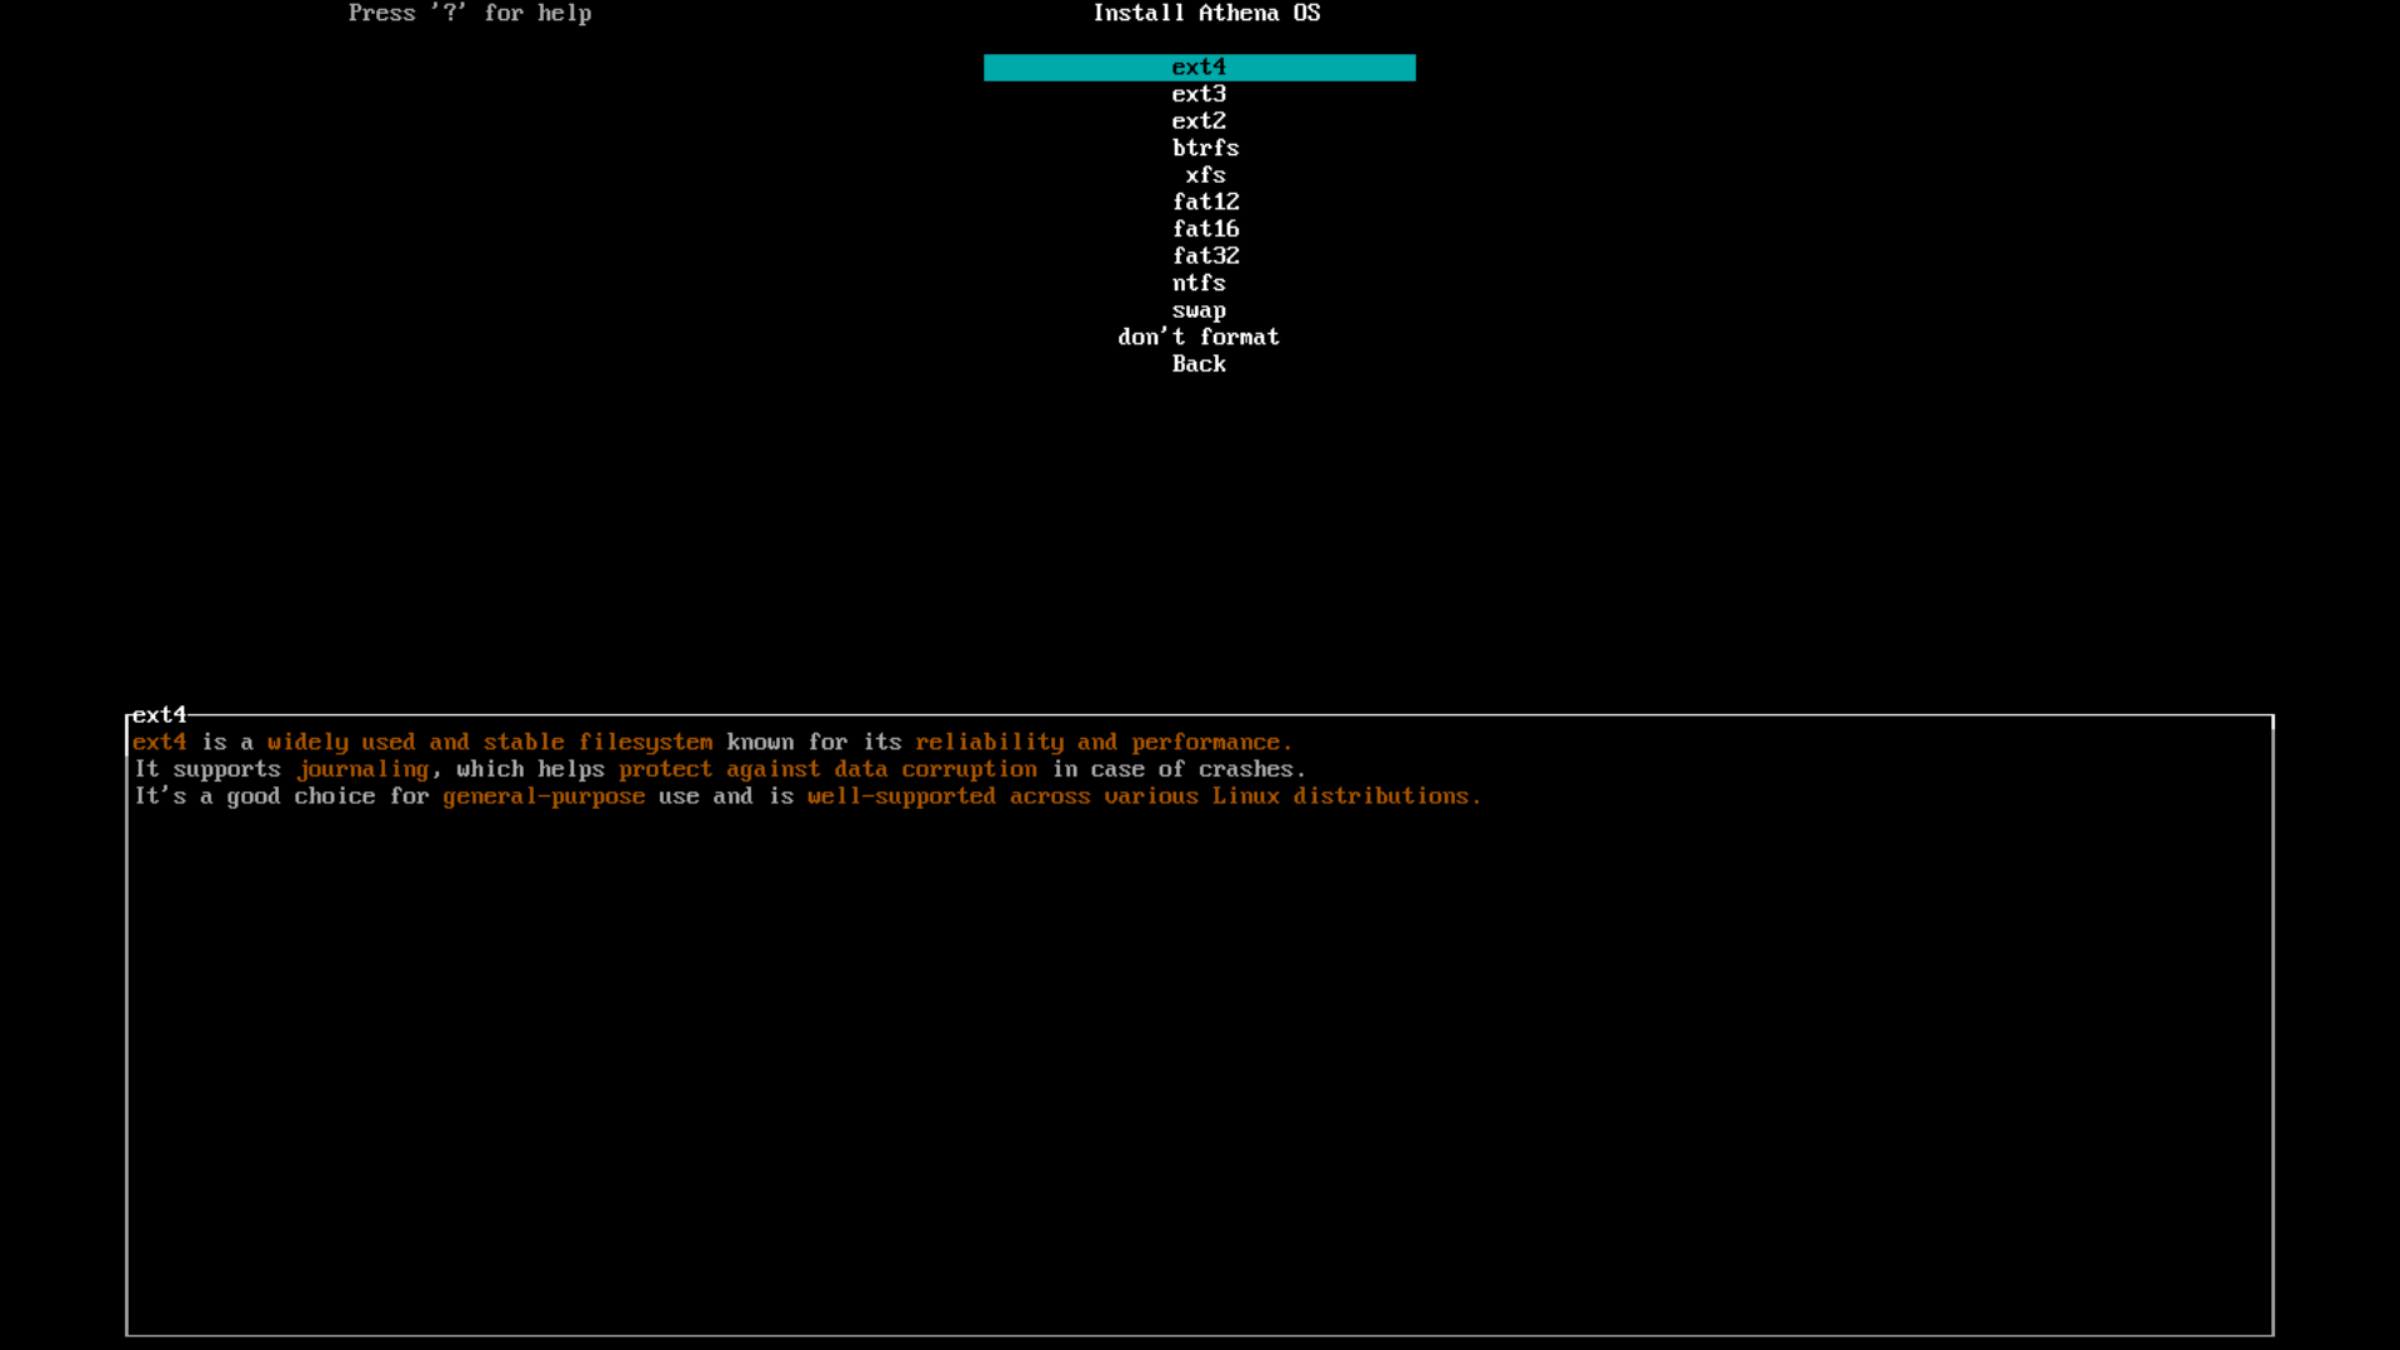 Press '?' for help
Install Athena OS
ext4
ext3
ext2
btrfs
xfs
fat12
fat16
fat32
ntfs
swap
don't format
Back
ext4
ext4 is a widely used and stable filesystem known for its reliability and performance.
It supports journaling, which helps protect against data corruption in case of crashes.
It's a good choice for general-purpose use and is well-supported across various Linux distributions.